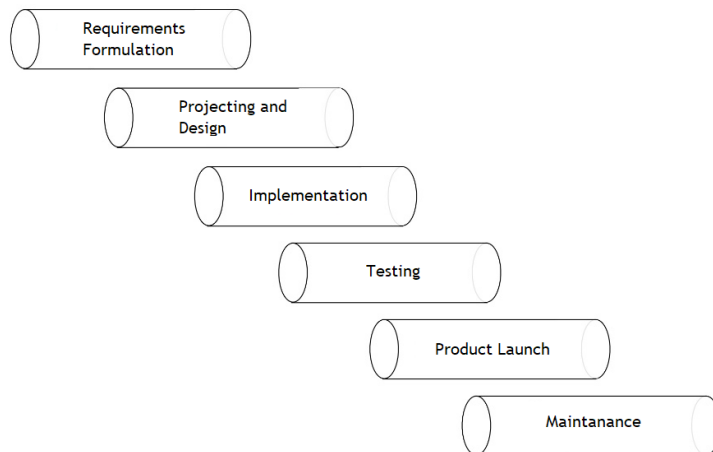 Requirements
Formulation
Projecting and
Design
Implementation
Testing
Product Launch
Maintanance